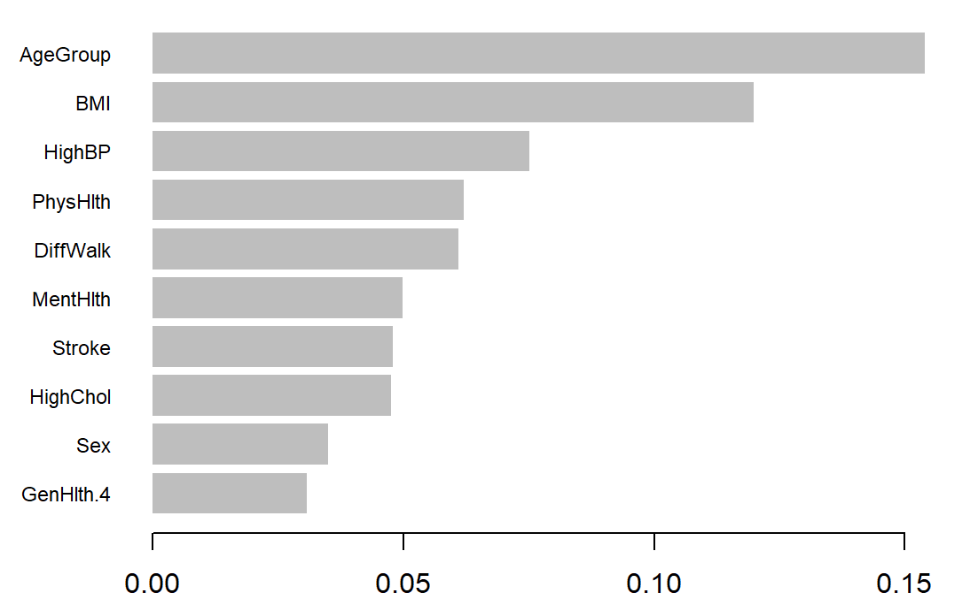 AgeGroup
BMI
HighBP
PhysHlth
DiffWalk
MentHlth
Stroke
HighChol
Sex
GenHlth.4
0.00 0.05 0.10 0.15